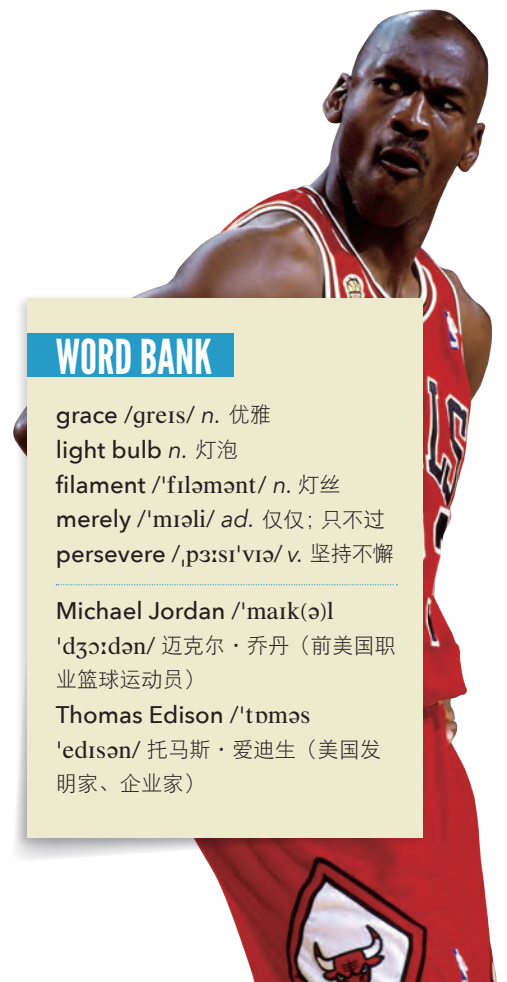 WORD BANK
grace /ɡreɪs/ n. 优雅
light bulb n. 灯泡
filament /ˈfɪləmənt/ n. 灯丝
merely /ˈmɪəli/ ad. 仅仅；只不过
persevere /ˌpɜːsɪˈvɪə/ v. 坚持不懈
Michael Jordan /ˈmaɪk(ə)l
ˈdʒɔːdən/ 迈克尔·乔丹（前美国职
业篮球运动员）
Thomas Edison /ˈtɒməs
ˈedɪsən/ 托马斯·爱迪生（美国发
明家、企业家）
LS